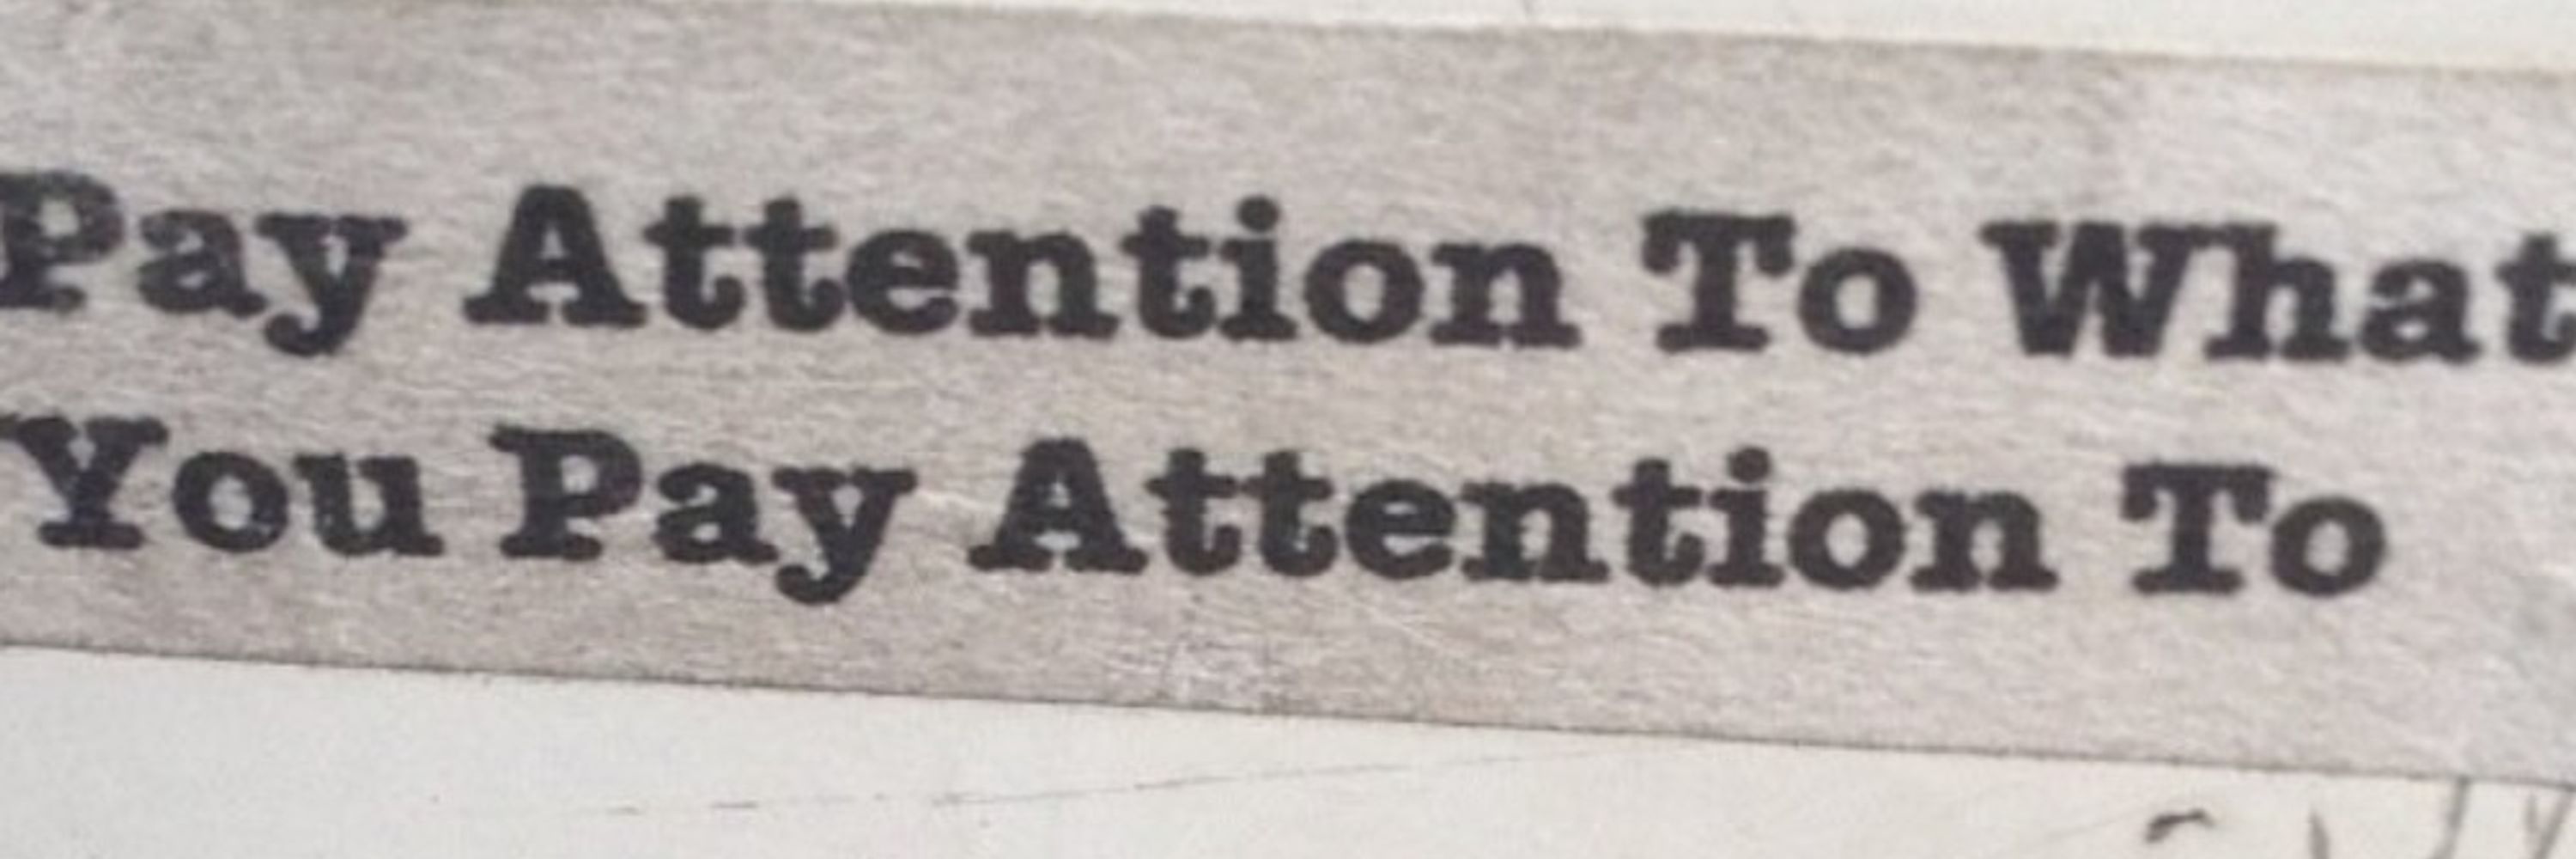 Pay Attention To What
You Pay Attention To